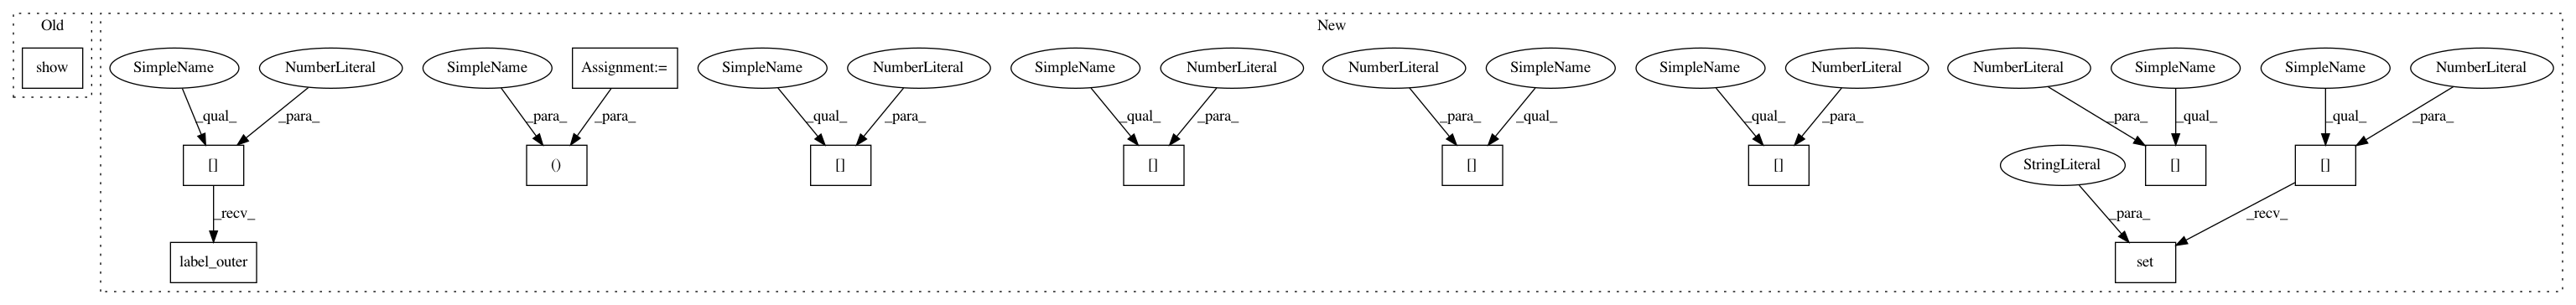 Old
New
show
SimpleName
NumberLiteral
SimpleName
Assignment:=
SimpleName
NumberLiteral
SimpleName
NumberLiteral
NumberLiteral
SimpleName
SimpleName
NumberLiteral
NumberLiteral
SimpleName
SimpleName
NumberLiteral
_qual_
_para_
_para_
_para_
_qual_
_para_
_qual_
_para_
_para_
_qual_
_qual_
_para_
_para_
_qual_
_qual_
_para_
[]
()
[]
[]
[]
[]
StringLiteral
[]
[]
_recv_
_para_
_recv_
label_outer
set